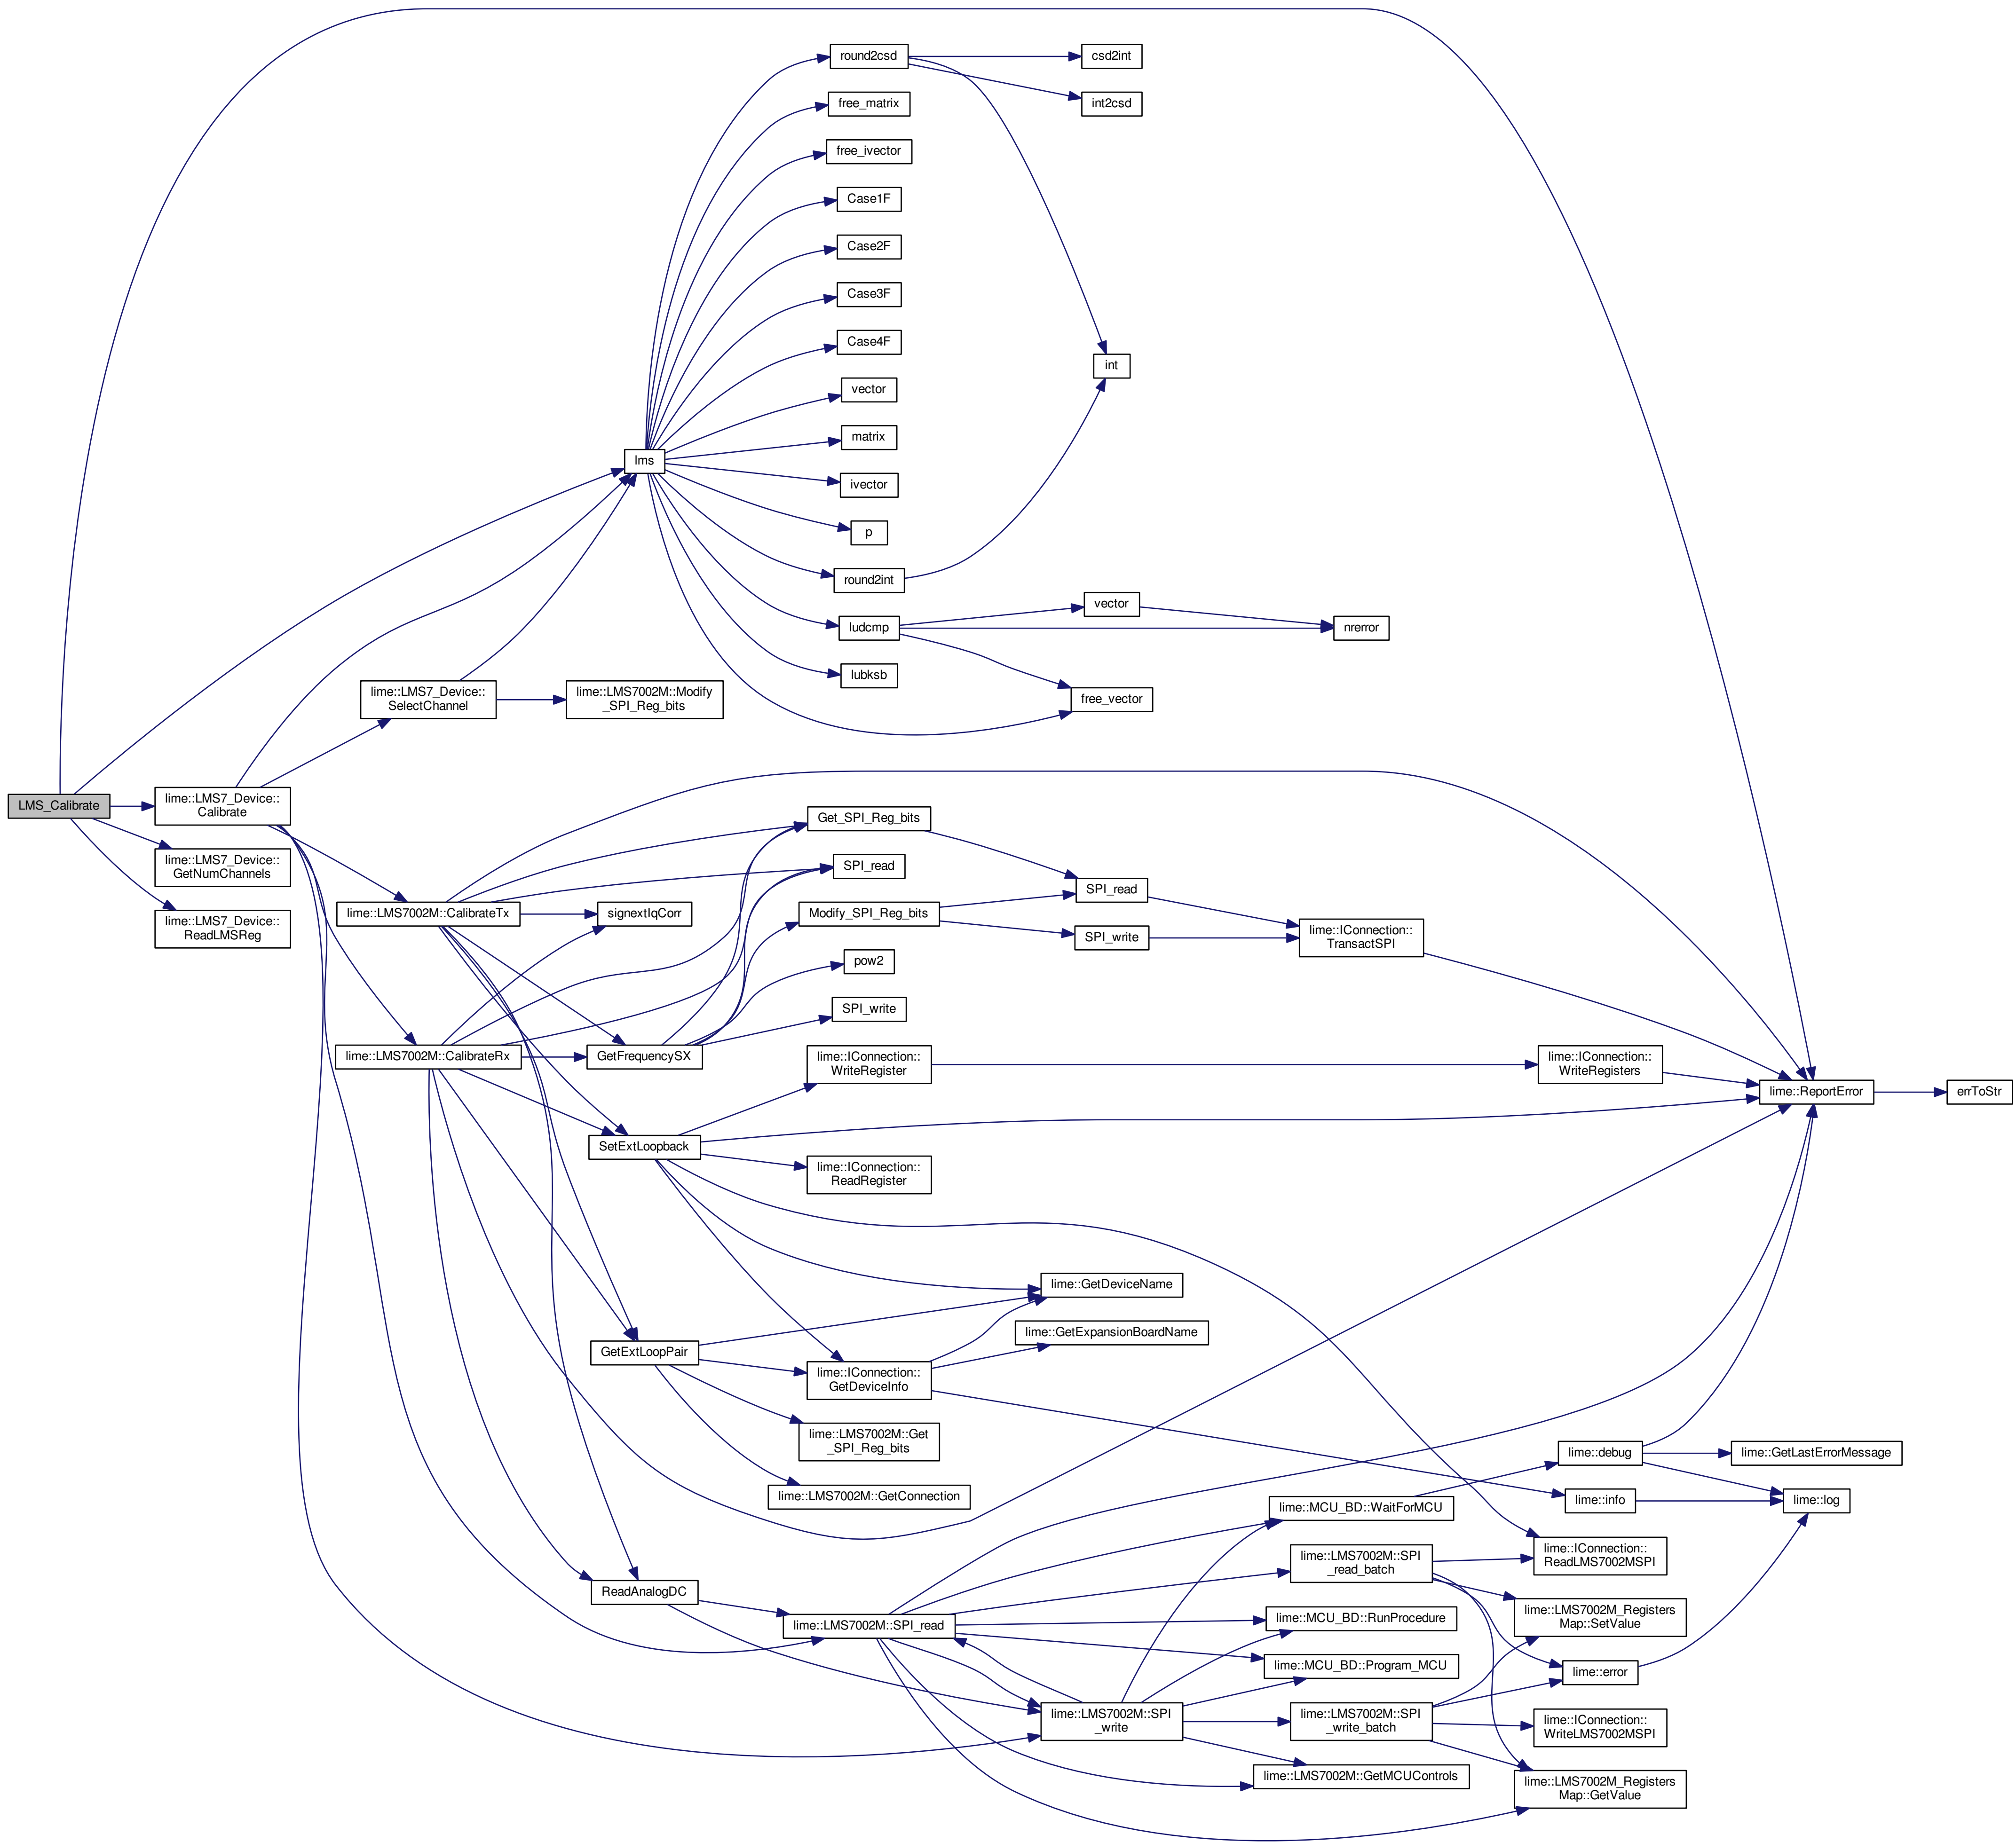 LMS_Calibrate
lime::LMS7_Device::
Calibrate
lime::LMS7_Device::
GetNumChannels
lime::LMS7_Device::
ReadLMSReg
lime::LMS7_Device::
SelectChannel
lime::LMS7002M::CalibrateTx
lime::LMS7002M::CalibrateRx
lms
lime::LMS7002M::Modify
_SPI_Reg_bits
signextIqCorr
GetFrequencySX
SetExtLoopback
GetExtLoopPair
ReadAnalogDC
round2csd
free_matrix
free_ivector
Case1F
Case2F
Case3F
Case4F
vector
matrix
ivector
p
round2int
ludcmp
lubksb
Get_SPI_Reg_bits
SPI_read
Modify_SPI_Reg_bits
pow2
SPI_write
lime::IConnection::
WriteRegister
lime::IConnection::
ReadRegister
lime::IConnection::
GetDeviceInfo
lime::LMS7002M::Get
_SPI_Reg_bits
lime::LMS7002M::GetConnection
lime::LMS7002M::SPI_read
csd2int
int2csd
int
vector
free_vector
SPI_read
SPI_write
lime::GetDeviceName
lime::GetExpansionBoardName
lime::LMS7002M::SPI
_write
nrerror
lime::IConnection::
TransactSPI
lime::MCU_BD::WaitForMCU
lime::LMS7002M::SPI
_read_batch
lime::MCU_BD::RunProcedure
lime::MCU_BD::Program_MCU
lime::LMS7002M::SPI
_write_batch
lime::LMS7002M::GetMCUControls
lime::IConnection::
WriteRegisters
lime::debug
lime::info
lime::IConnection::
ReadLMS7002MSPI
lime::LMS7002M_Registers
Map::SetValue
lime::error
lime::IConnection::
WriteLMS7002MSPI
lime::LMS7002M_Registers
Map::GetValue
lime::ReportError
lime::GetLastErrorMessage
lime::log
errToStr